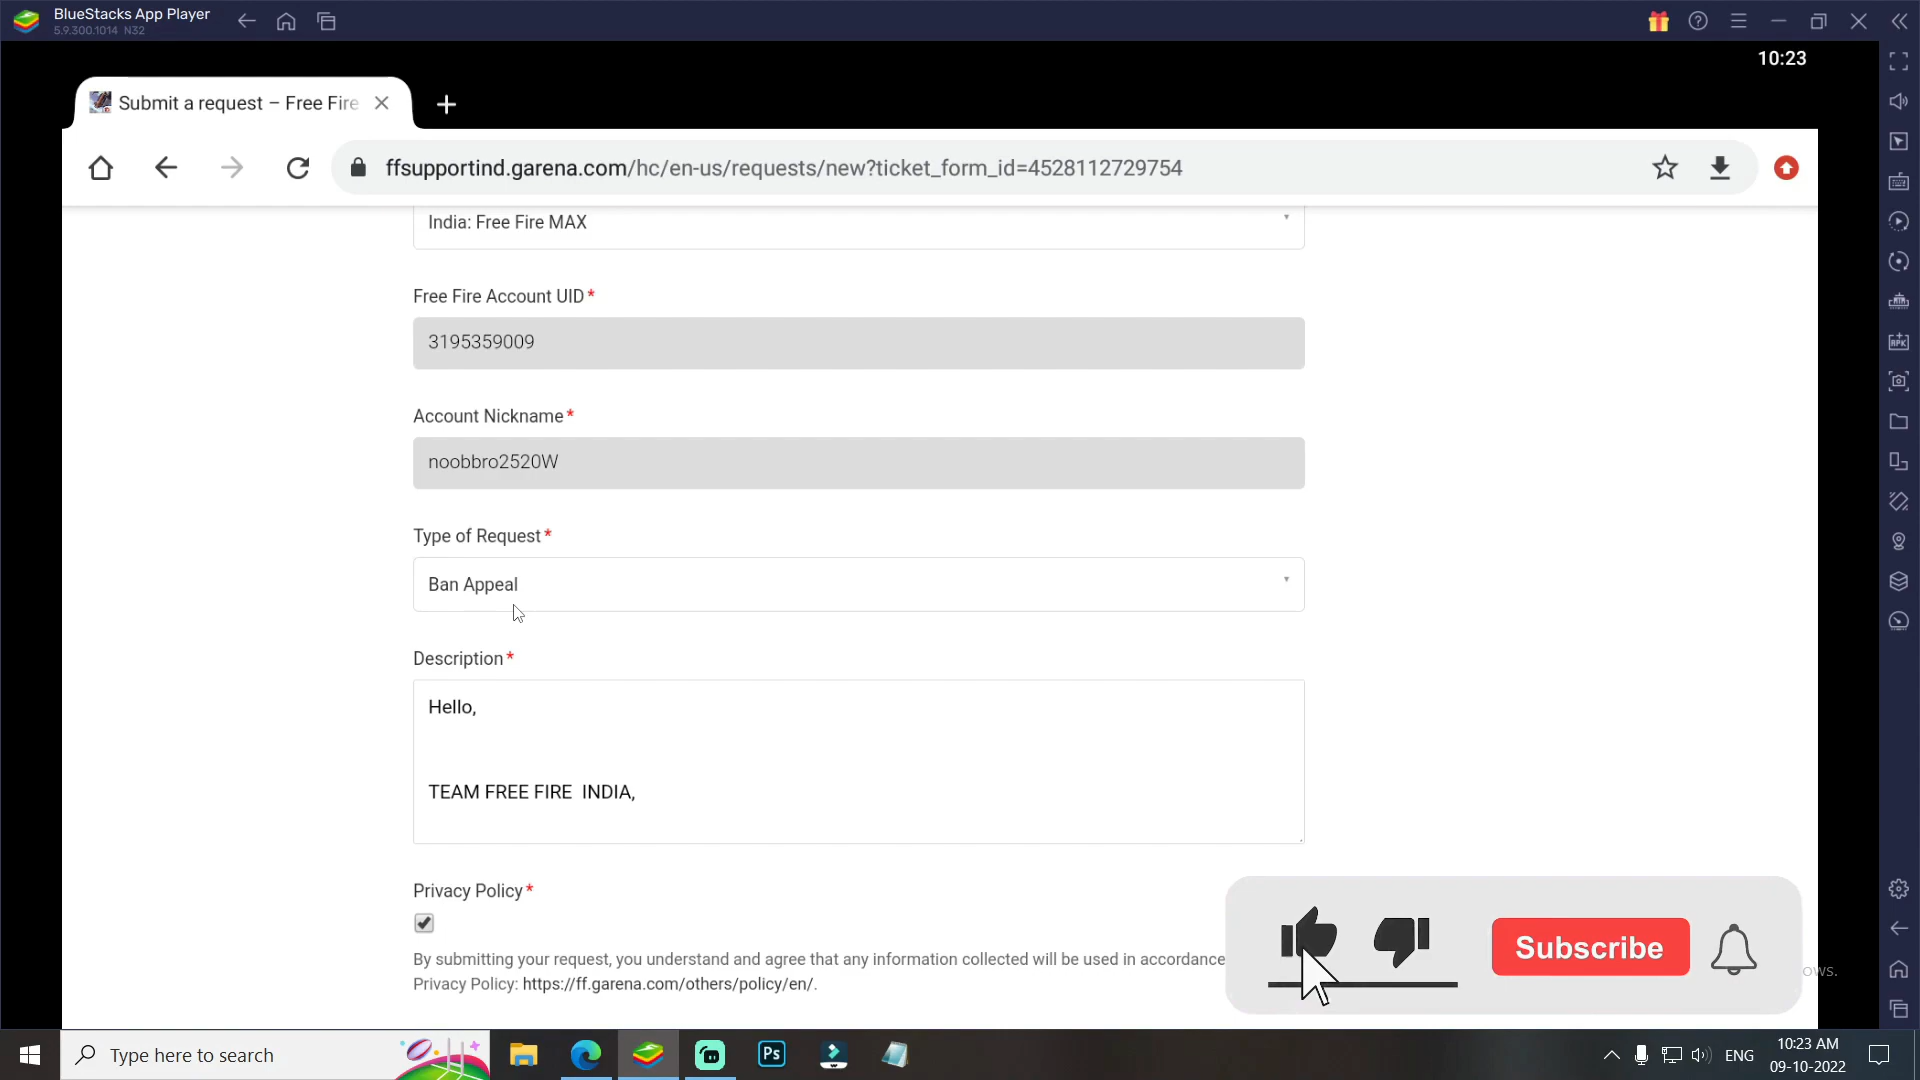 BlueStacks App Player
5.9.300.1014 N32
10:23
Submit a request – Free Fire
ffsupportind.garena.com/hc/en-us/requests/new?ticket_form_id=4528112729754
India: Free Fire MAX
Free Fire Account UID*
3195359009
Account Nickname*
noobbro2520W
Type of Request*
Ban Appeal
Description*
Hello,
TEAM FREE FIRE  INDIA,
Privacy Policy*
By submitting your request, you understand and agree that any information collected will be used in accordance
Privacy Policy: https://ff.garena.com/others/policy/en/.
Subscribe
ows.
Type here to search
Ps
ENG
10:23 AM
09-10-2022